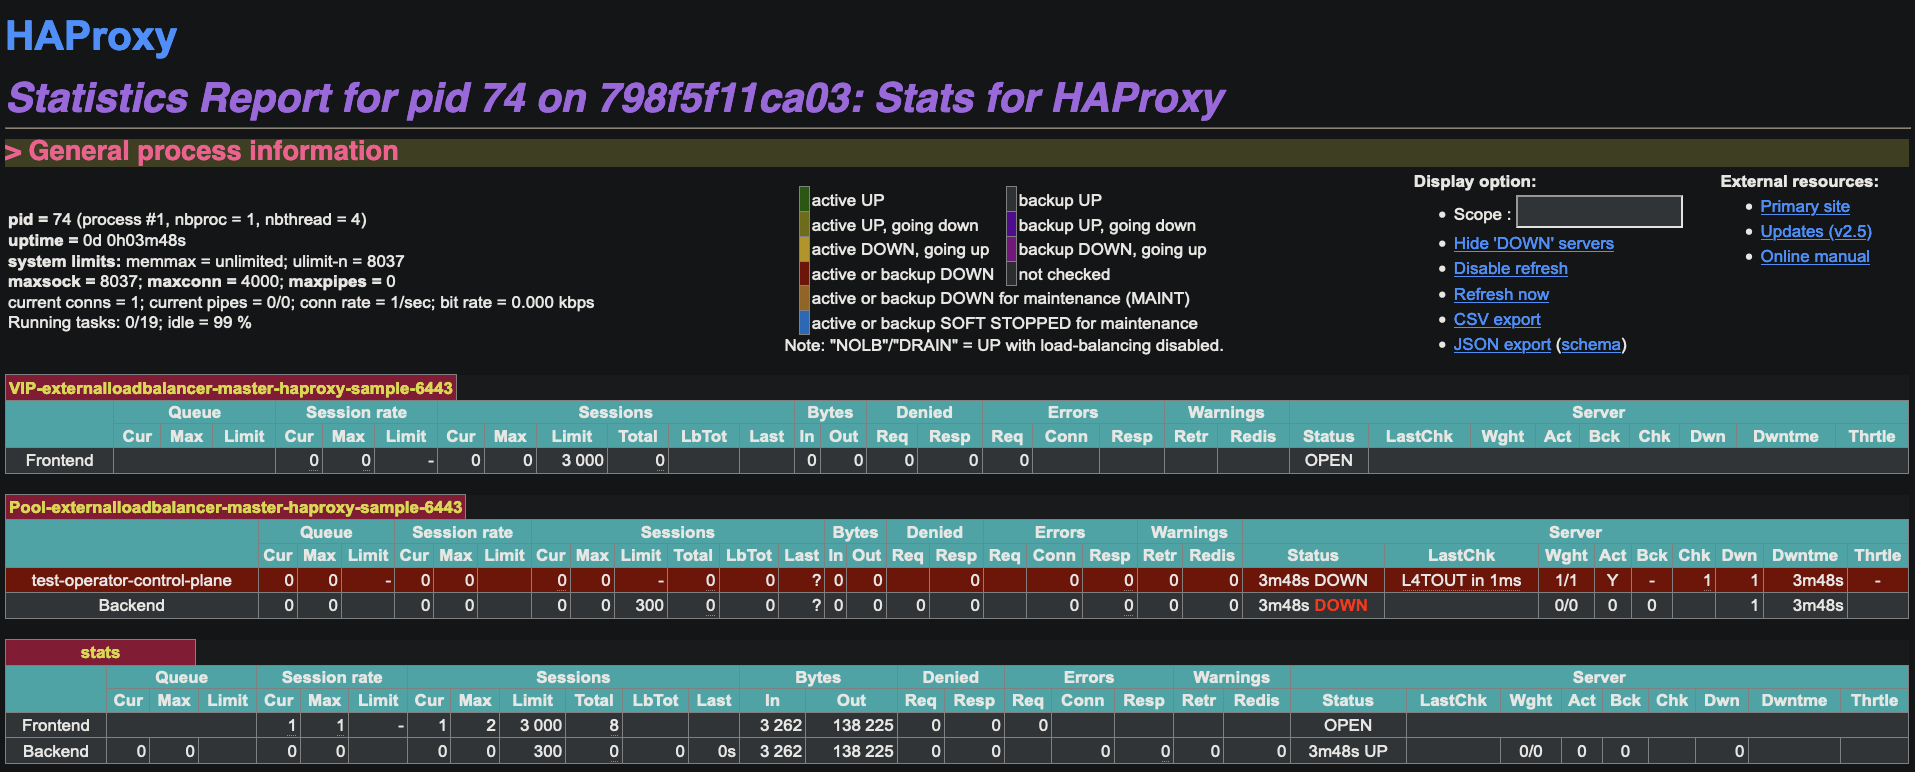 HAProxy
Statistics Report for pid 74 on 798f5f11ca03: Stats for HAProxy
> General process information
pid = 74 (process #1, nbproc = 1, nbthread = 4)
uptime = 0d 0h03m48s
system limits: memmax = unlimited; ulimit-n = 8037
maxsock = 8037; maxconn = 4000; maxpipes = 0
current conns = 1; current pipes = 0/0; conn rate = 1/sec; bit rate = 0.000 kbps
Running tasks: 0/19; idle = 99 %
active UP backup UP
active UP, going down backup UP, going down
active DOWN, going up backup DOWN, going up
active or backup DOWN not checked
active or backup DOWN for maintenance (MAINT)
active or backup SOFT STOPPED for maintenance
Note: "NOLB"/"DRAIN" = UP with load-balancing disabled.
Display option:
• Scope :
• Hide 'DOWN' servers
• Disable refresh
• Refresh now
• CSV export
• JSON export (schema)
External resources:
• Primary site
• Updates (v2.5)
• Online manual
VIP-externalloadbalancer-master-haproxy-sample-6443
Queue Session rate Sessions Bytes Denied Errors Warnings Server
Cur Max Limit Cur Max Limit Cur Max Limit Total LbTot Last In Out Req Resp Req Conn Resp Retr Redis Status LastChk Wght Act Bck Chk Dwn Dwntme Thrtle
Frontend 0 0 - 0 0 3 000 0 0 0 0 0 0 OPEN
Pool-externalloadbalancer-master-haproxy-sample-6443
Queue Session rate Sessions Bytes Denied Errors Warnings Server
Cur Max Limit Cur Max Limit Cur Max Limit Total LbTot Last In Out Req Resp Req Conn Resp Retr Redis Status LastChk Wght Act Bck Chk Dwn Dwntme Thrtle
test-operator-control-plane 0 0 - 0 0 0 0 - 0 0 ? 0 0 0 0 0 0 0 3m48s DOWN L4TOUT in 1ms 1/1 Y - 1 1 3m48s -
Backend 0 0 0 0 0 0 300 0 0 ? 0 0 0 0 0 0 0 0 3m48s DOWN 0/0 0 0 1 3m48s
stats
Queue Session rate Sessions Bytes Denied Errors Warnings Server
Cur Max Limit Cur Max Limit Cur Max Limit Total LbTot Last In Out Req Resp Req Conn Resp Retr Redis Status LastChk Wght Act Bck Chk Dwn Dwntme Thrtle
Frontend 1 1 - 1 2 3 000 8 3 262 138 225 0 0 0 OPEN
Backend 0 0 0 0 0 0 300 0 0 0s 3 262 138 225 0 0 0 0 0 0 3m48s UP 0/0 0 0 0